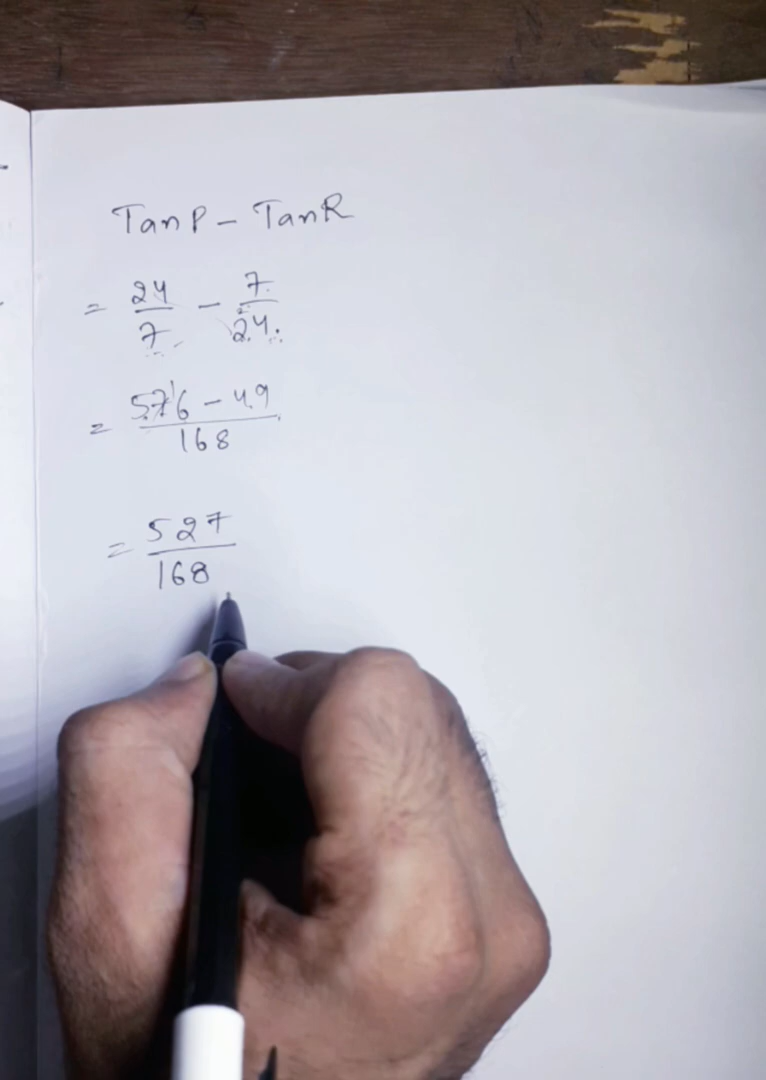 TanP - TanR
= 24/7 - 7/24
= 576 - 49/168
= 527/168